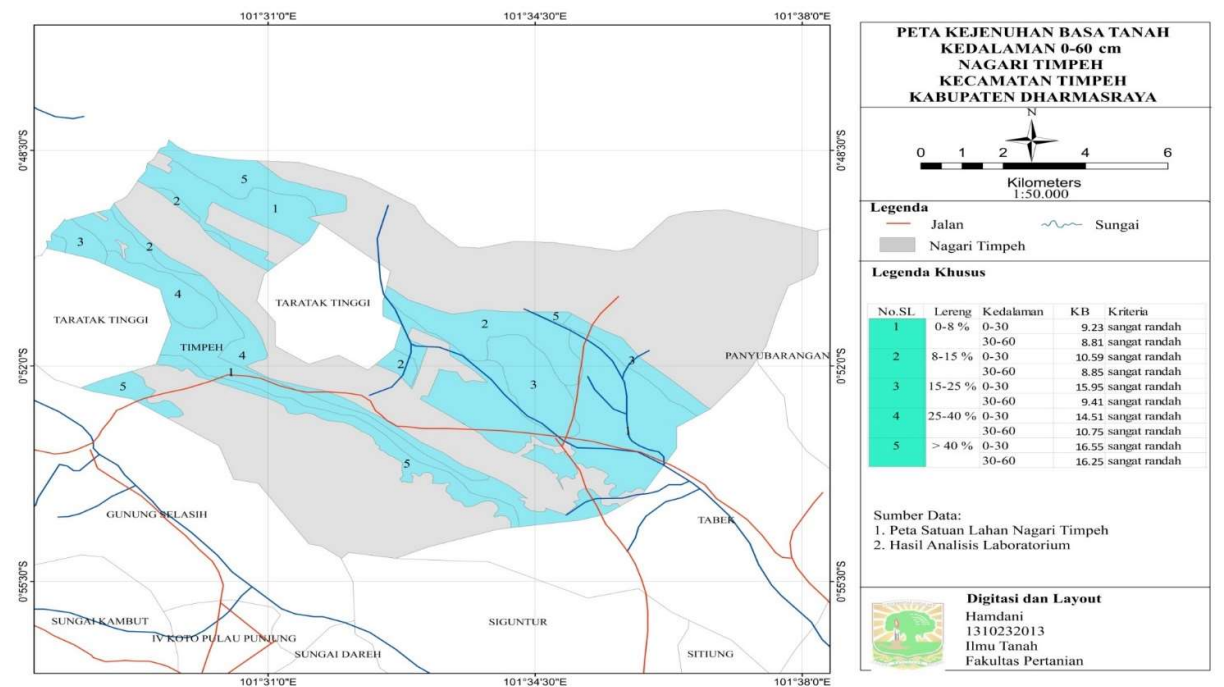 101°31'0"E 101°34'30"E 101°38'0"E
0°48'30"S 0°48'30"S
5
2
1
3
2
4
TARATAK TINGGI
TARATAK TINGGI
TIMPEH
4
1
5
2
5
2
3
3
1
5
PANYUBARANGAN
0°52'0"S 0°52'0"S
GUNUNG SELASIH
TABEK
0°55'30"S 0°55'30"S
SUNGAI KAMBUT
IV KOTO PULAU PUNJUNG
SUNGAI DAREH
SIGUNTUR
SITIUNG
101°31'0"E 101°34'30"E 101°38'0"E
PETA KEJENUHAN BASA TANAH
KEDALAMAN 0-60 cm
NAGARI TIMPEH
KECAMATAN TIMPEH
KABUPATEN DHARMASRAYA
N
0 1 2 4 6
Kilometers
1:50.000
Legenda
Jalan Sungai
Nagari Timpeh
Legenda Khusus
No.SL Lereng Kedalaman KB Kriteria
1 0-8 % 0-30 9.23 sangat randah
30-60 8.81 sangat randah
2 8-15 % 0-30 10.59 sangat randah
30-60 8.85 sangat randah
3 15-25 % 0-30 15.95 sangat randah
30-60 9.41 sangat randah
4 25-40 % 0-30 14.51 sangat randah
30-60 10.75 sangat randah
5 > 40 % 0-30 16.55 sangat randah
30-60 16.25 sangat randah
Sumber Data:
1. Peta Satuan Lahan Nagari Timpeh
2. Hasil Analisis Laboratorium
Digitasi dan Layout
Hamdani
1310232013
Ilmu Tanah
Fakultas Pertanian